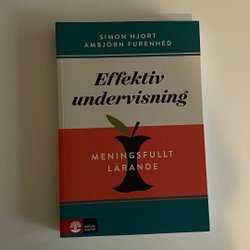 SIMON HJORT
AMBJÖRN FURENHED
Effektiv
undervisning
MENINGSFULLT
LÄRANDE